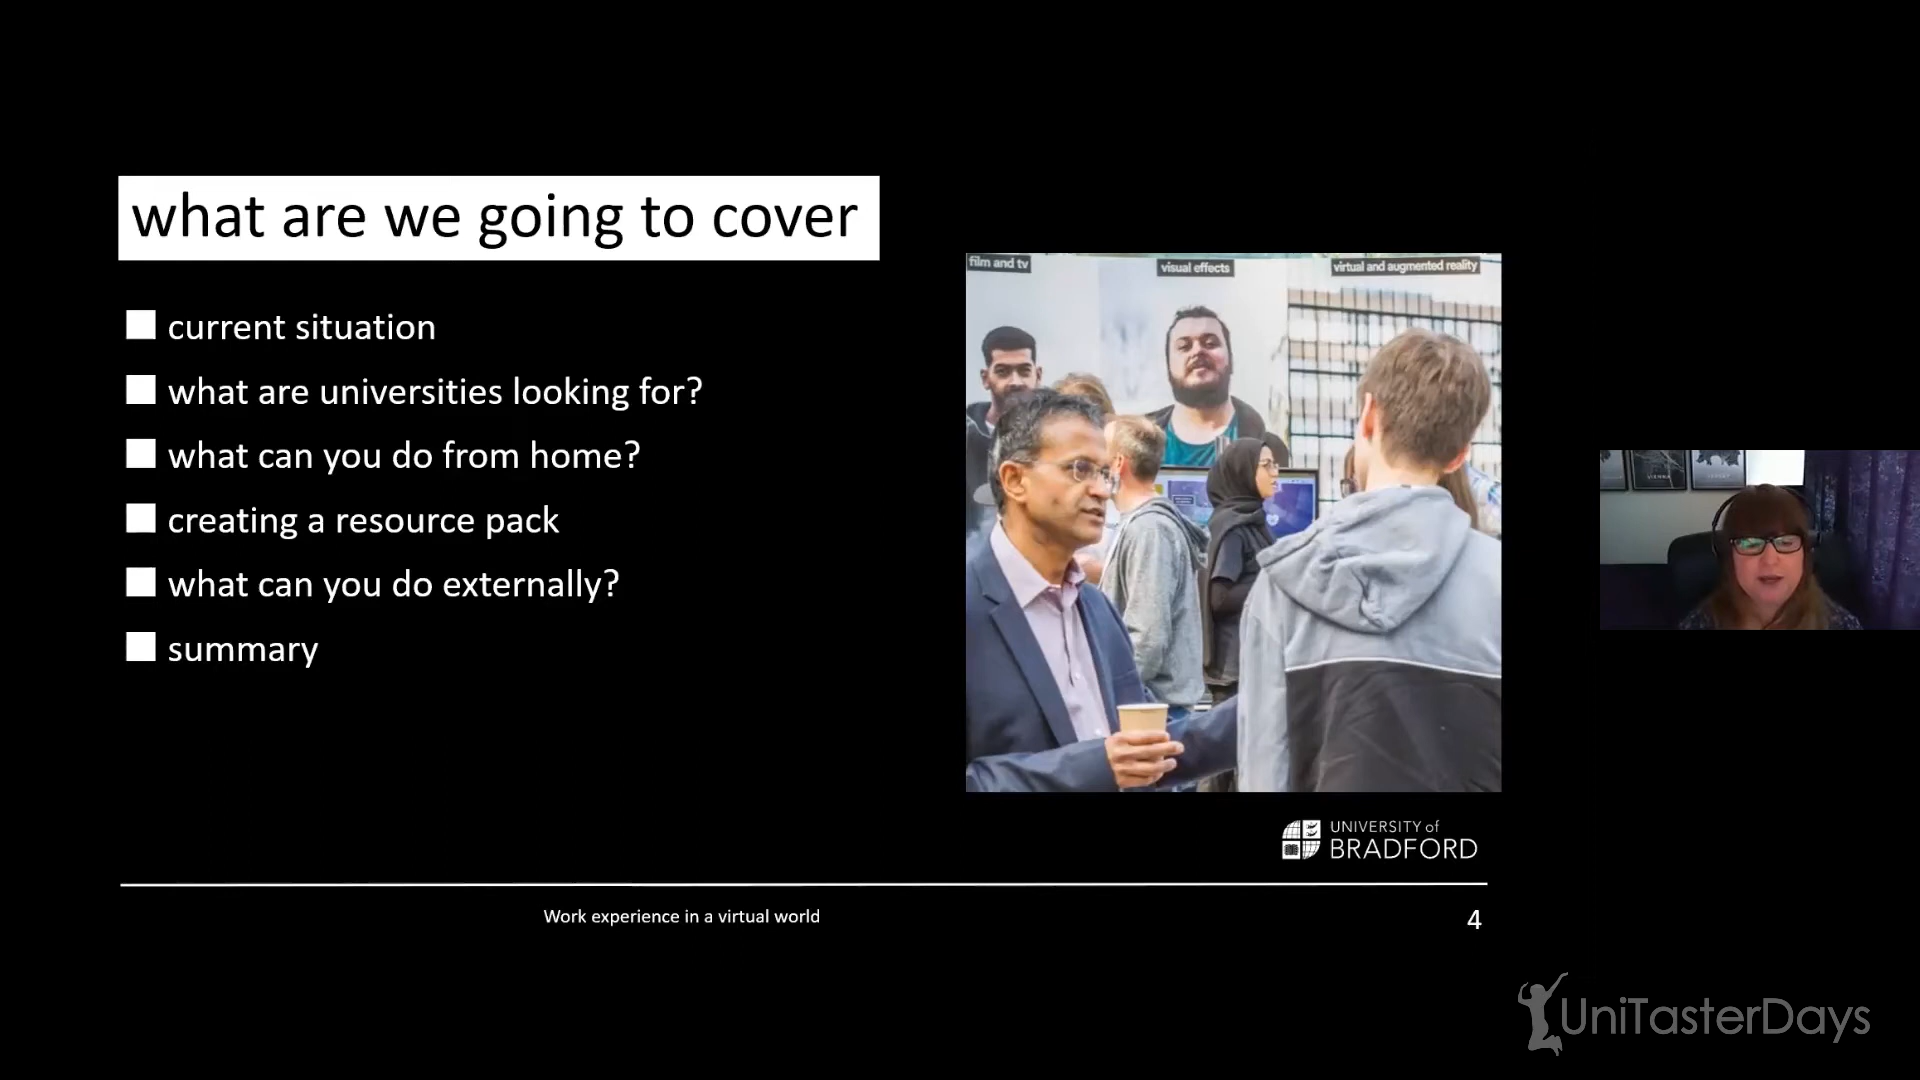 what are we going to cover
current situation
what are universities looking for?
what can you do from home?
creating a resource pack
what can you do externally?
summary
film and tv
visual effects
virtual and augmented reality
VIENNA
UNIVERSITY of
BRADFORD
Work experience in a virtual world
4
UniTasterDays